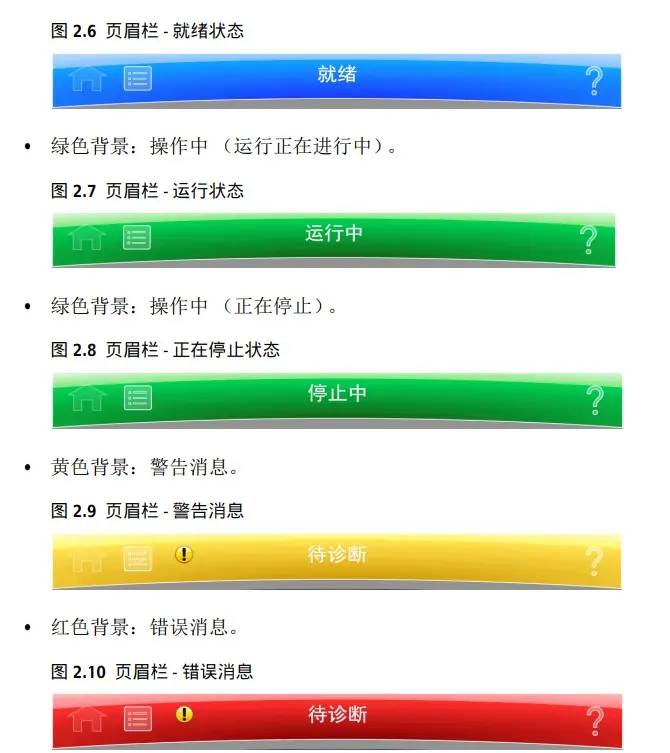 图 2.6 页眉栏 - 就绪状态
就绪
?
• 绿色背景：操作中 （运行正在进行中）。
图 2.7 页眉栏 - 运行状态
运行中
?
• 绿色背景：操作中 （正在停止）。
图 2.8 页眉栏 - 正在停止状态
停止中
?
• 黄色背景：警告消息。
图 2.9 页眉栏 - 警告消息
! 待诊断 ?
• 红色背景：错误消息。
图 2.10 页眉栏 - 错误消息
! 待诊断 ?